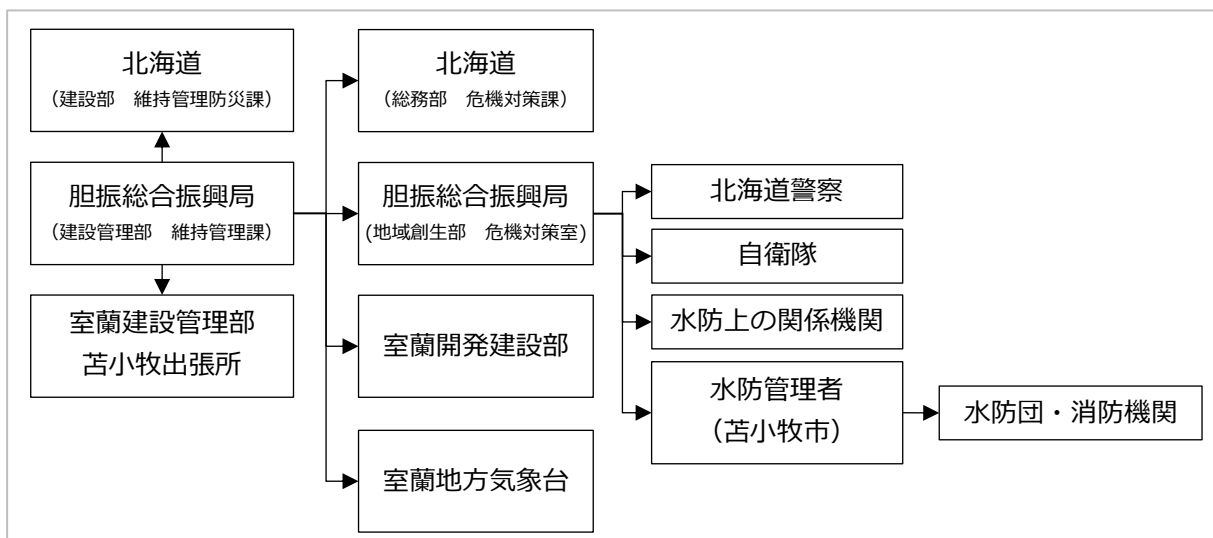 北海道
（建設部　維持管理防災課）
胆振総合振興局
（建設管理部　維持管理課）
室蘭建設管理部
苫小牧出張所
北海道
（総務部　危機対策課）
胆振総合振興局
(地域創生部　危機対策室)
室蘭開発建設部
室蘭地方気象台
北海道警察
自衛隊
水防上の関係機関
水防管理者
（苫小牧市）
水防団・消防機関